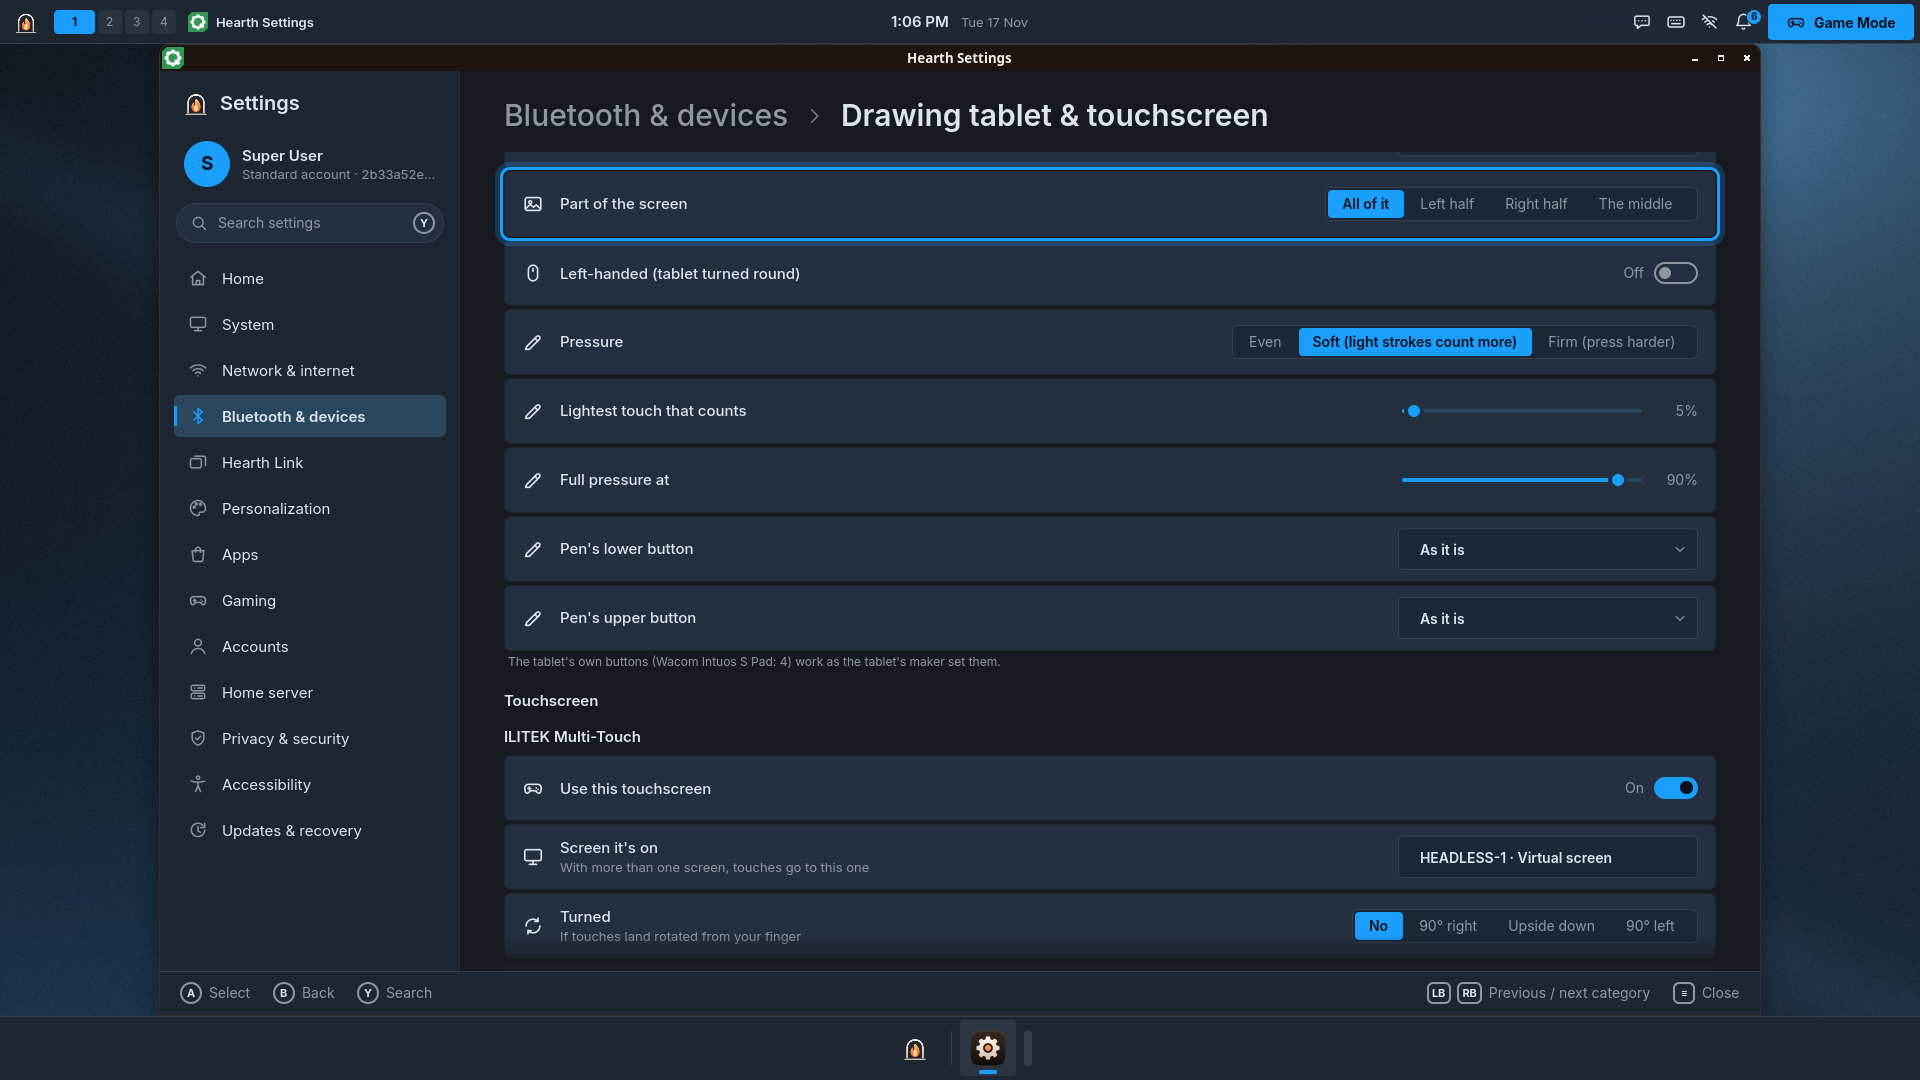 1 2 3 4 Hearth Settings 1:06 PM Tue 17 Nov 6 Game Mode
Hearth Settings
Settings
S Super User
Standard account · 2b33a52e...
Search settings Y
Home
System
Network & internet
Bluetooth & devices
Hearth Link
Personalization
Apps
Gaming
Accounts
Home server
Privacy & security
Accessibility
Updates & recovery
Bluetooth & devices > Drawing tablet & touchscreen
Part of the screen All of it Left half Right half The middle
Left-handed (tablet turned round) Off
Pressure Even Soft (light strokes count more) Firm (press harder)
Lightest touch that counts 5%
Full pressure at 90%
Pen's lower button As it is
Pen's upper button As it is
The tablet's own buttons (Wacom Intuos S Pad: 4) work as the tablet's maker set them.
Touchscreen
ILITEK Multi-Touch
Use this touchscreen On
Screen it's on
With more than one screen, touches go to this one
HEADLESS-1 · Virtual screen
Turned
If touches land rotated from your finger
No 90° right Upside down 90° left
A Select B Back Y Search LB RB Previous / next category ≡ Close